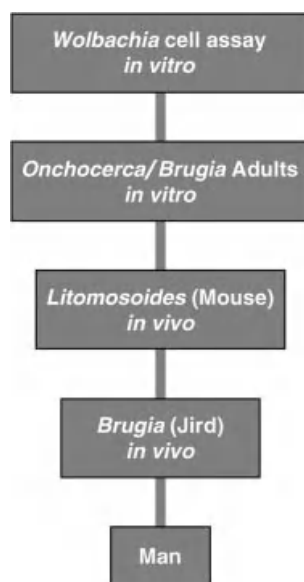 Wolbachia cell assay
in vitro
Onchocerca/Brugia Adults
in vitro
Litomosoides (Mouse)
in vivo
Brugia (Jird)
in vivo
Man